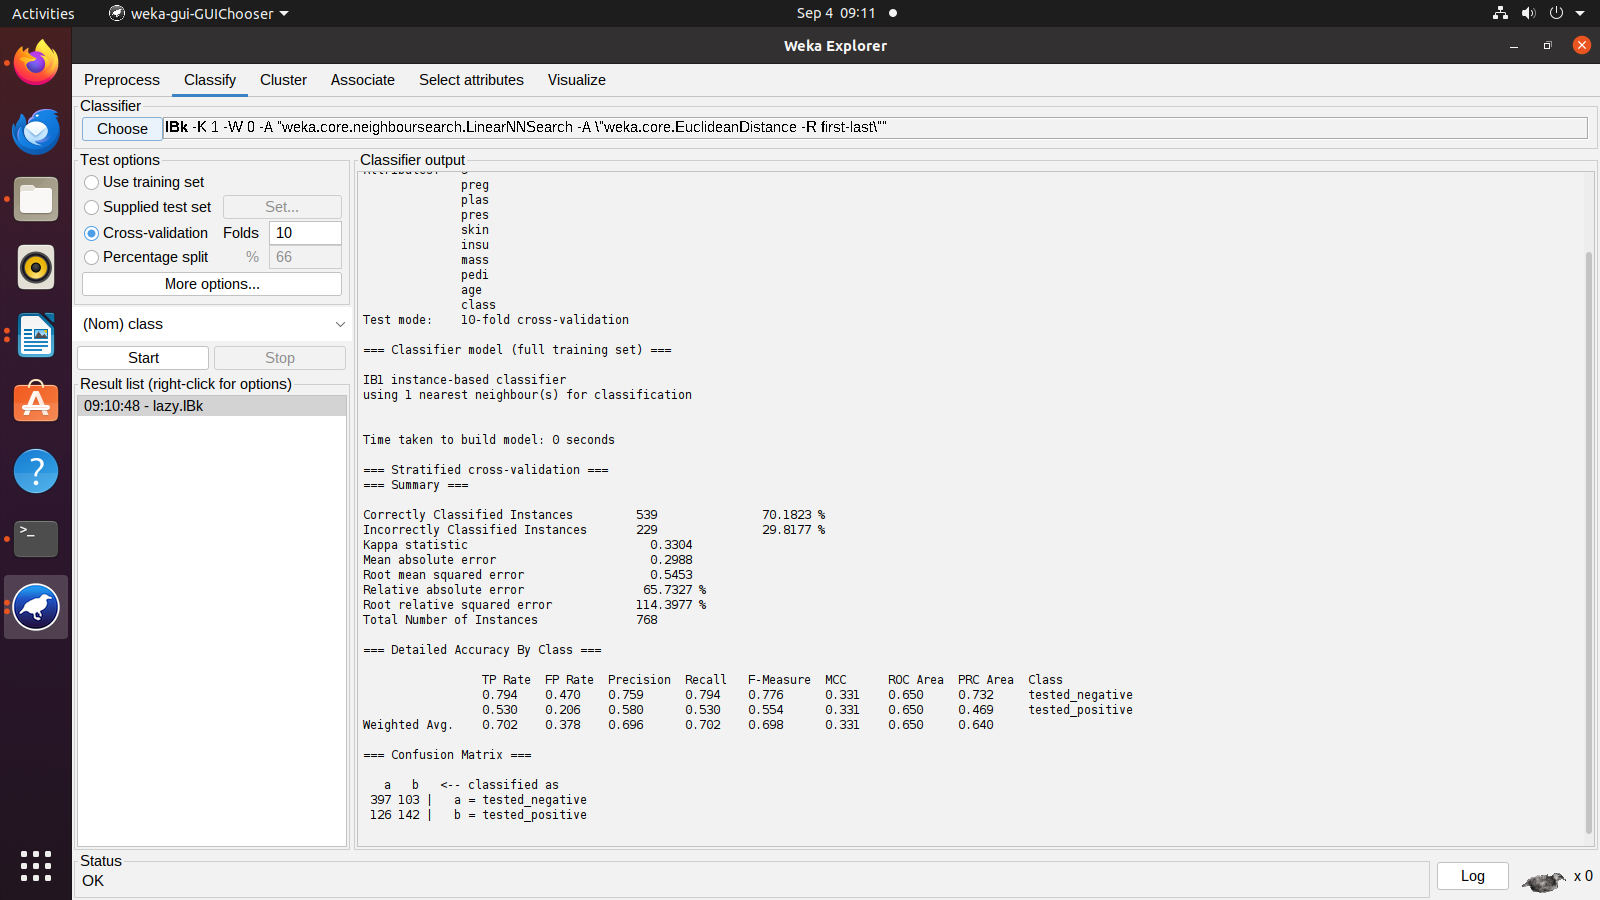 Activities weka-gui-GUIChooser Sep 4 09:11
Weka Explorer
Preprocess Classify Cluster Associate Select attributes Visualize
Classifier
Choose IBk -K 1 -W 0 -A "weka.core.neighboursearch.LinearNNSearch -A \"weka.core.EuclideanDistance -R first-last\""
Test options
Use training set
Supplied test set Set...
Cross-validation Folds 10
Percentage split % 66
More options...
(Nom) class
Start Stop
Result list (right-click for options)
09:10:48 - lazy.IBk
Classifier output
preg
plas
pres
skin
insu
mass
pedi
age
class
Test mode: 10-fold cross-validation
=== Classifier model (full training set) ===
IB1 instance-based classifier
using 1 nearest neighbour(s) for classification
Time taken to build model: 0 seconds
=== Stratified cross-validation ===
=== Summary ===
Correctly Classified Instances 539 70.1823 %
Incorrectly Classified Instances 229 29.8177 %
Kappa statistic 0.3304
Mean absolute error 0.2988
Root mean squared error 0.5453
Relative absolute error 65.7327 %
Root relative squared error 114.3977 %
Total Number of Instances 768
=== Detailed Accuracy By Class ===
TP Rate FP Rate Precision Recall F-Measure MCC ROC Area PRC Area Class
0.794 0.470 0.759 0.794 0.776 0.331 0.650 0.732 tested_negative
0.530 0.206 0.580 0.530 0.554 0.331 0.650 0.469 tested_positive
Weighted Avg. 0.702 0.378 0.696 0.702 0.698 0.331 0.650 0.640
=== Confusion Matrix ===
a b <-- classified as
397 103 | a = tested_negative
126 142 | b = tested_positive
Status
OK
Log x 0